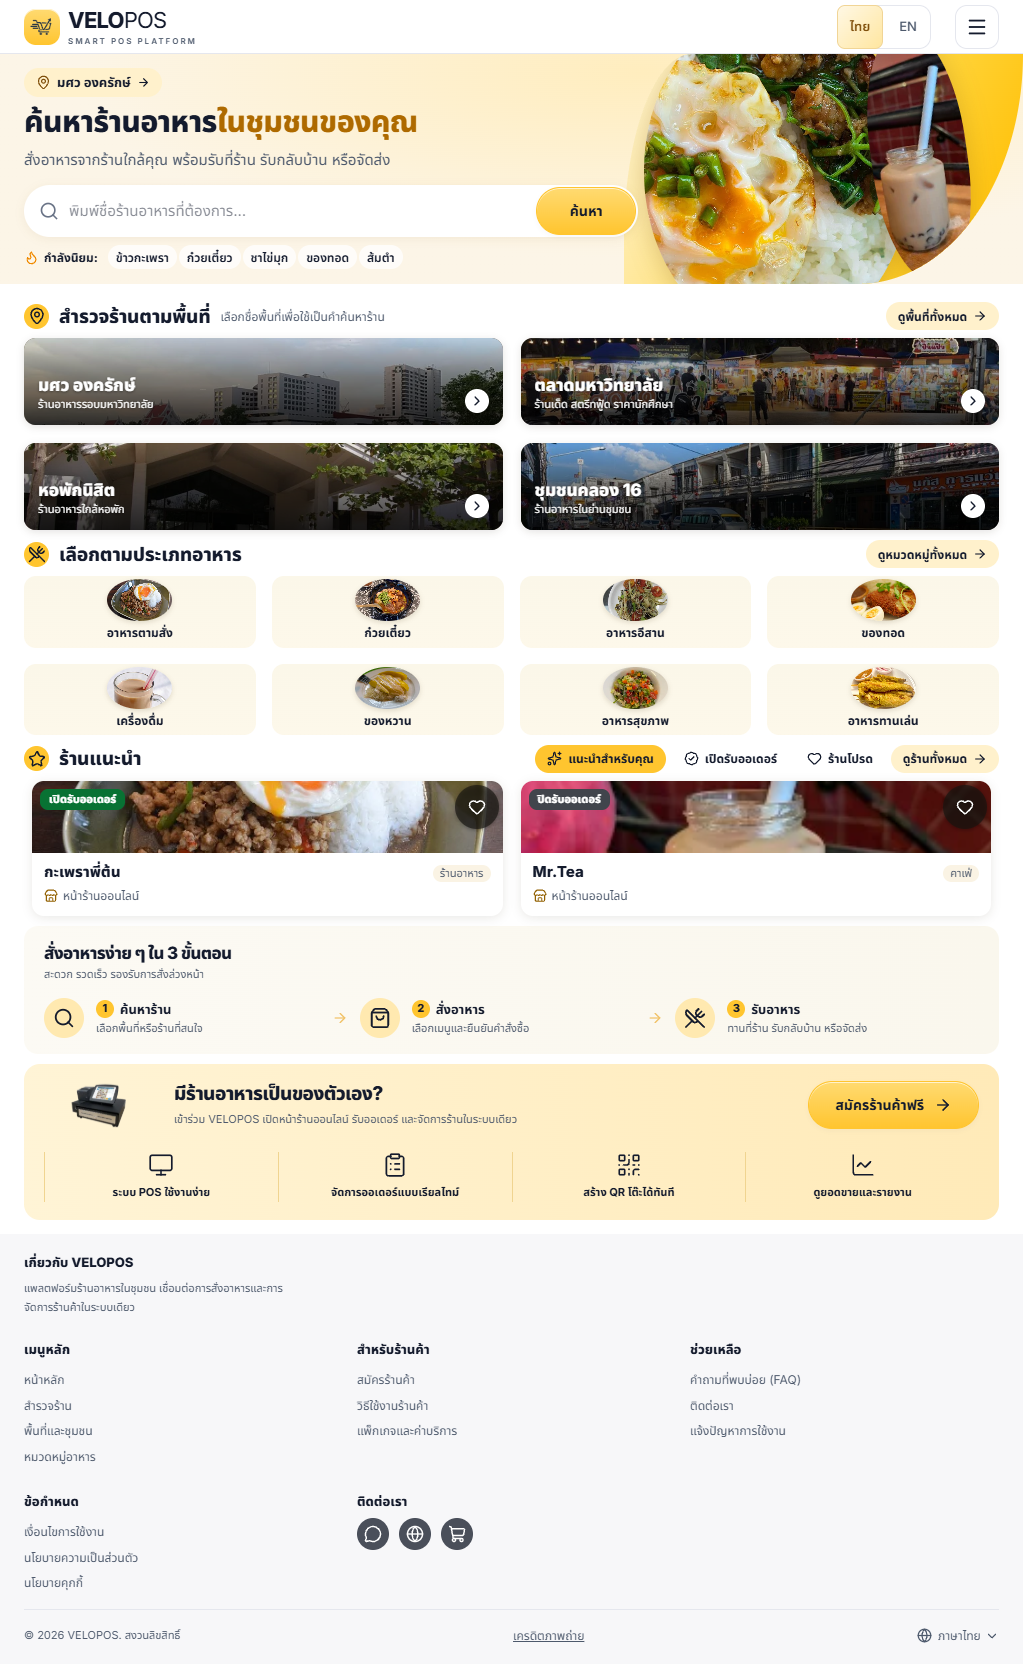 VELOPOS
SMART POS PLATFORM
ไทย
EN
มศว องครักษ์
ค้นหาร้านอาหารในชุมชนของคุณ
สั่งอาหารจากร้านใกล้คุณ พร้อมรับที่ร้าน รับกลับบ้าน หรือจัดส่ง
พิมพ์ชื่อร้านอาหารที่ต้องการ...
ค้นหา
กำลังนิยม:
ข้าวกะเพรา
ก๋วยเตี๋ยว
ชาไข่มุก
ของทอด
ส้มตำ
สำรวจร้านตามพื้นที่
เลือกชื่อพื้นที่เพื่อใช้เป็นคำค้นหาร้าน
ดูพื้นที่ทั้งหมด
มศว องครักษ์
ร้านอาหารรอบมหาวิทยาลัย
ตลาดมหาวิทยาลัย
ร้านเด็ด สตรีทฟู้ด ราคานักศึกษา
หอพักนิสิต
ร้านอาหารใกล้หอพัก
ชุมชนคลอง 16
ร้านอาหารในย่านชุมชน
เลือกตามประเภทอาหาร
ดูหมวดหมู่ทั้งหมด
อาหารตามสั่ง
ก๋วยเตี๋ยว
อาหารอีสาน
ของทอด
เครื่องดื่ม
ของหวาน
อาหารสุขภาพ
อาหารทานเล่น
ร้านแนะนำ
แนะนำสำหรับคุณ
เปิดรับออเดอร์
ร้านโปรด
ดูร้านทั้งหมด
เปิดรับออเดอร์
กะเพราพี่ต้น
ร้านอาหาร
หน้าร้านออนไลน์
ปิดรับออเดอร์
Mr.Tea
คาเฟ่
หน้าร้านออนไลน์
สั่งอาหารง่าย ๆ ใน 3 ขั้นตอน
สะดวก รวดเร็ว รองรับการสั่งล่วงหน้า
1 ค้นหาร้าน
เลือกพื้นที่หรือร้านที่สนใจ
2 สั่งอาหาร
เลือกเมนูและยืนยันคำสั่งซื้อ
3 รับอาหาร
ทานที่ร้าน รับกลับบ้าน หรือจัดส่ง
มีร้านอาหารเป็นของตัวเอง?
เข้าร่วม VELOPOS เปิดหน้าร้านออนไลน์ รับออเดอร์ และจัดการร้านในระบบเดียว
สมัครร้านค้าฟรี
ระบบ POS ใช้งานง่าย
จัดการออเดอร์แบบเรียลไทม์
สร้าง QR โต๊ะได้ทันที
ดูยอดขายและรายงาน
เกี่ยวกับ VELOPOS
แพลตฟอร์มร้านอาหารในชุมชน เชื่อมต่อการสั่งอาหารและการ
จัดการร้านค้าในระบบเดียว
เมนูหลัก
หน้าหลัก
สำรวจร้าน
พื้นที่และชุมชน
หมวดหมู่อาหาร
สำหรับร้านค้า
สมัครร้านค้า
วิธีใช้งานร้านค้า
แพ็กเกจและค่าบริการ
ช่วยเหลือ
คำถามที่พบบ่อย (FAQ)
ติดต่อเรา
แจ้งปัญหาการใช้งาน
ข้อกำหนด
เงื่อนไขการใช้งาน
นโยบายความเป็นส่วนตัว
นโยบายคุกกี้
ติดต่อเรา
© 2026 VELOPOS. สงวนลิขสิทธิ์
เครดิตภาพถ่าย
ภาษาไทย